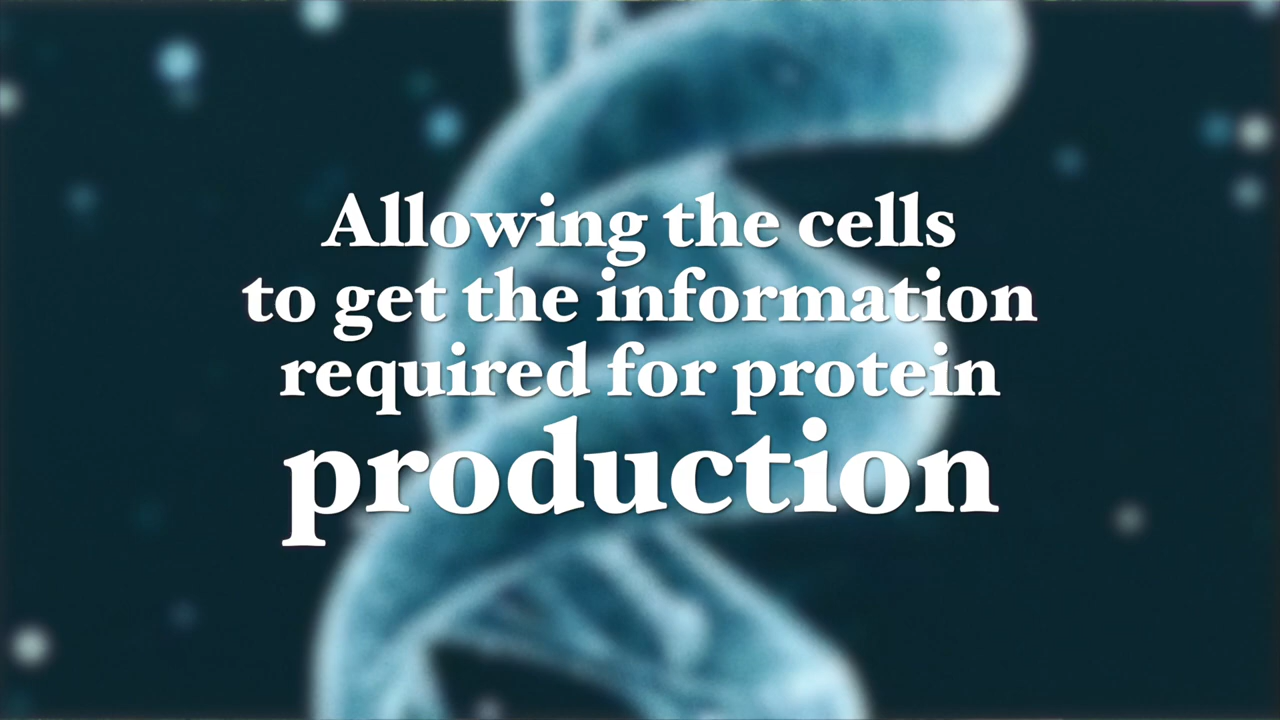 Allowing the cells
to get the information
required for protein
production